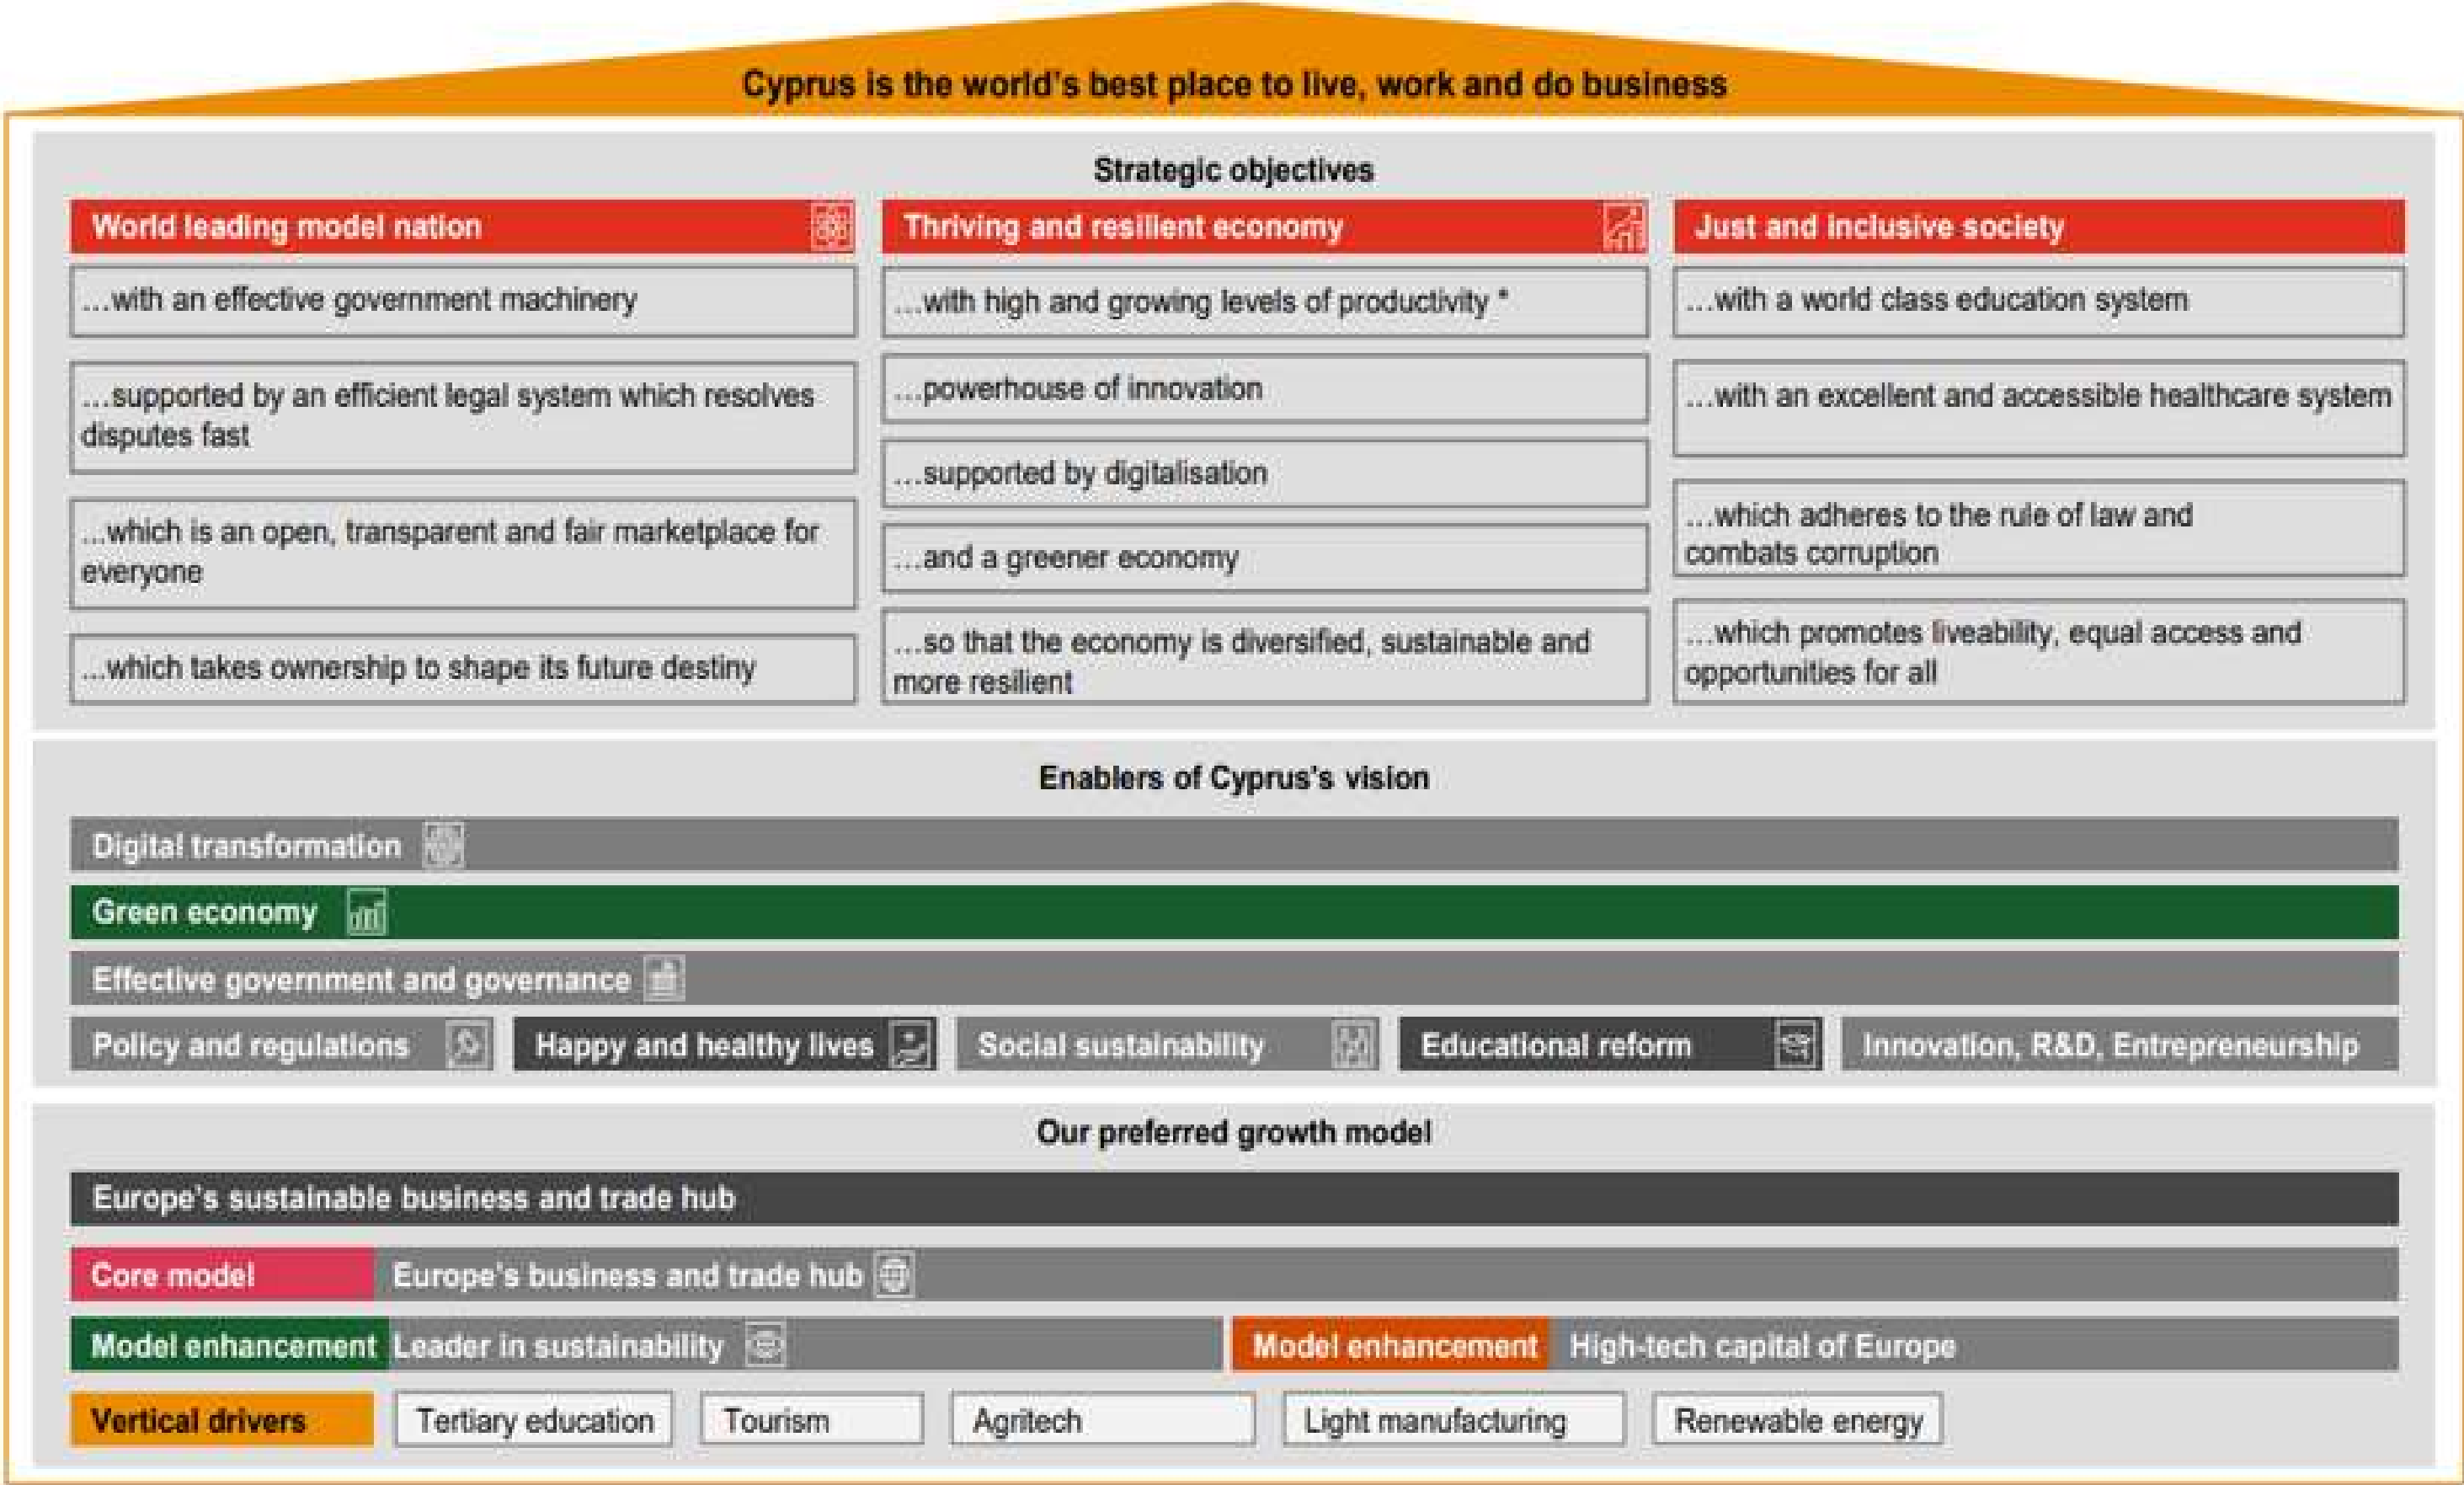 Cyprus is the world's best place to live, work and do business
Strategic objectives
World leading model nation
…with an effective government machinery
…supported by an efficient legal system which resolves
disputes fast
…which is an open, transparent and fair marketplace for
everyone
…which takes ownership to shape its future destiny
Thriving and resilient economy
…with high and growing levels of productivity *
…powerhouse of innovation
…supported by digitalisation
…and a greener economy
…so that the economy is diversified, sustainable and
more resilient
Just and inclusive society
…with a world class education system
…with an excellent and accessible healthcare system
…which adheres to the rule of law and
combats corruption
…which promotes liveability, equal access and
opportunities for all
Enablers of Cyprus's vision
Digital transformation
Green economy
Effective government and governance
Policy and regulations
Happy and healthy lives
Social sustainability
Educational reform
Innovation, R&D, Entrepreneurship
Our preferred growth model
Europe's sustainable business and trade hub
Core model
Europe's business and trade hub
Model enhancement
Leader in sustainability
Model enhancement
High-tech capital of Europe
Vertical drivers
Tertiary education
Tourism
Agritech
Light manufacturing
Renewable energy